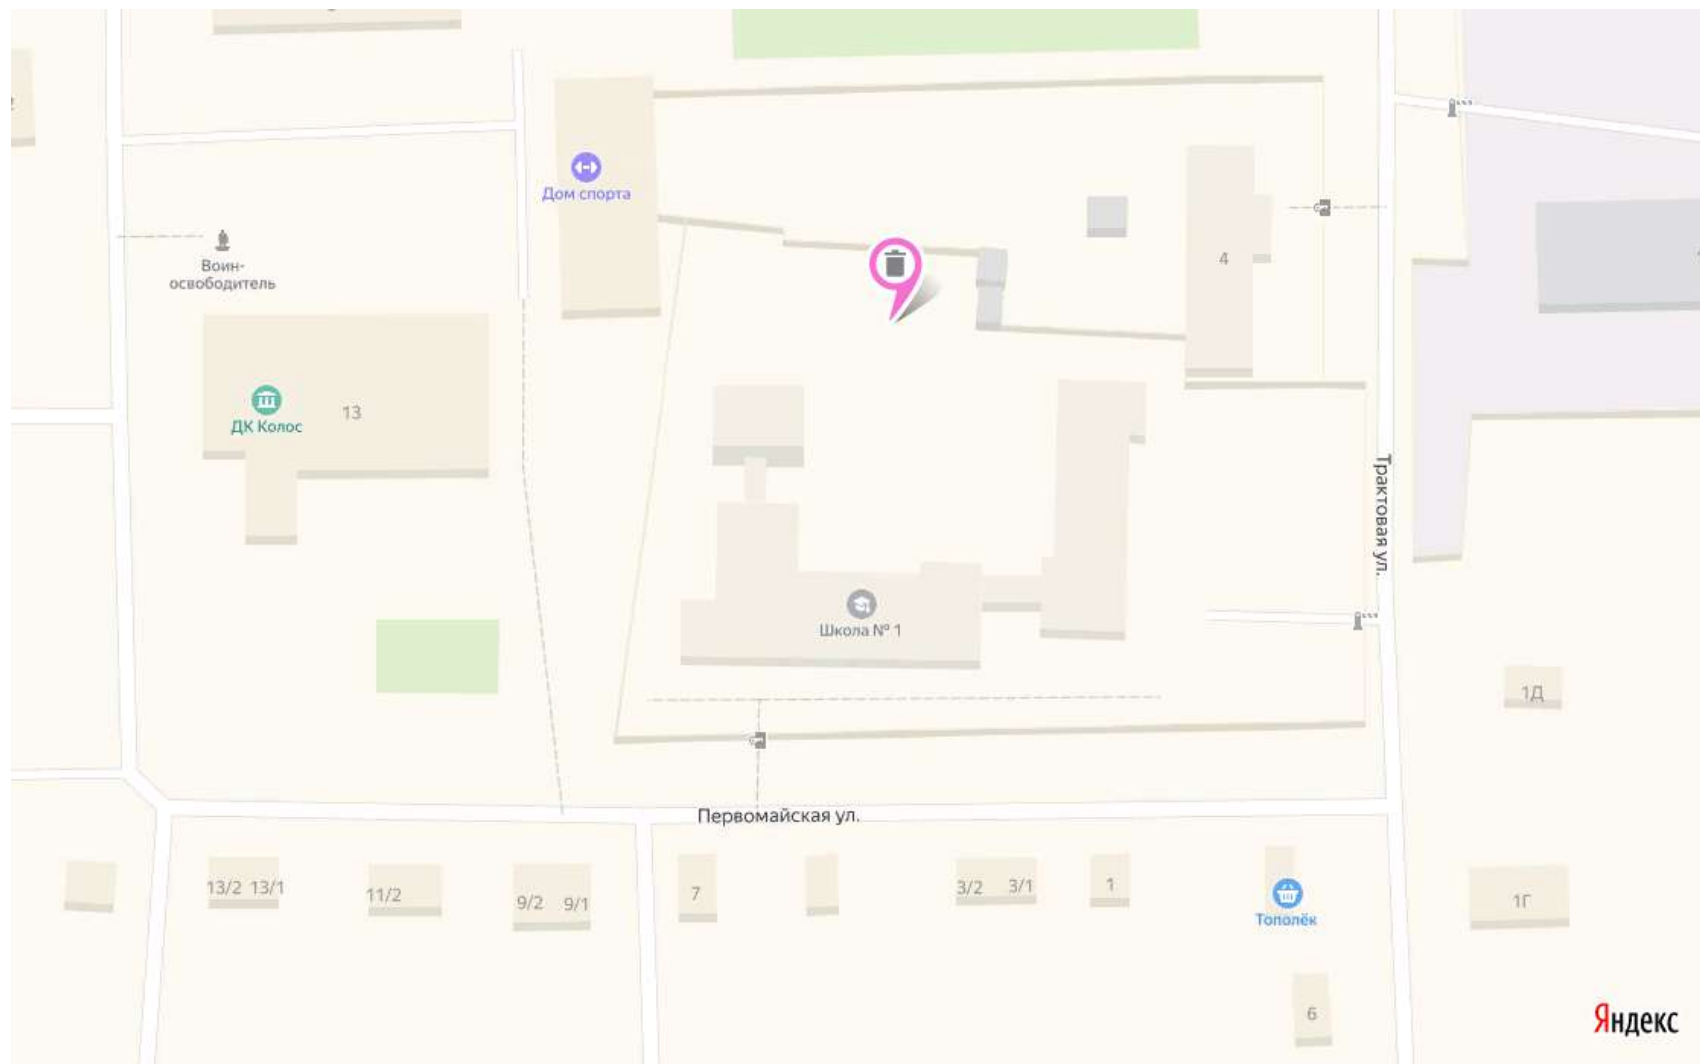 Дом спорта
4
Воин-
освободитель
ДК Колос
13
Трактовая ул.
Школа № 1
1Д
Первомайская ул.
13/2 13/1
11/2
9/2 9/1
7
3/2 3/1
1
Тополёк
1Г
6
Яндекс